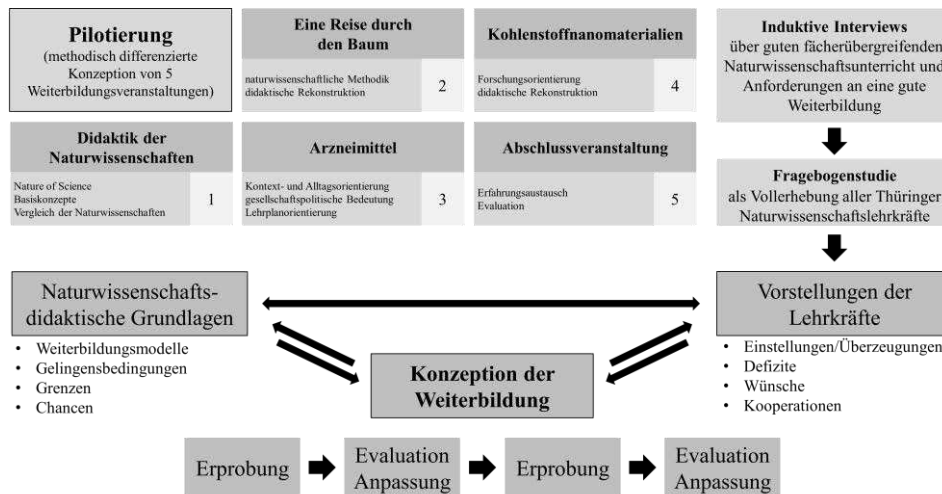 Pilotierung
(methodisch differenzierte
Konzeption von 5
Weiterbildungsveranstaltungen)
Eine Reise durch
den Baum
naturwissenschaftliche Methodik
didaktische Rekonstruktion
2
Kohlenstoffnanomaterialien
Forschungsorientierung
didaktische Rekonstruktion
4
Didaktik der
Naturwissenschaften
Nature of Science
Basiskonzepte
Vergleich der Naturwissenschaften
1
Arzneimittel
Kontext- und Alltagsorientierung
gesellschaftspolitische Bedeutung
Lehrplanorientierung
3
Abschlussveranstaltung
Erfahrungsaustausch
Evaluation
5
Induktive Interviews
über guten fächerübergreifenden
Naturwissenschaftsunterricht und
Anforderungen an eine gute
Weiterbildung
Fragebogenstudie
als Vollerhebung aller Thüringer
Naturwissenschaftslehrkräfte
Naturwissenschafts-
didaktische Grundlagen
• Weiterbildungsmodelle
• Gelingensbedingungen
• Grenzen
• Chancen
Konzeption der
Weiterbildung
Vorstellungen der
Lehrkräfte
• Einstellungen/Überzeugungen
• Defizite
• Wünsche
• Kooperationen
Erprobung
Evaluation
Anpassung
Erprobung
Evaluation
Anpassung